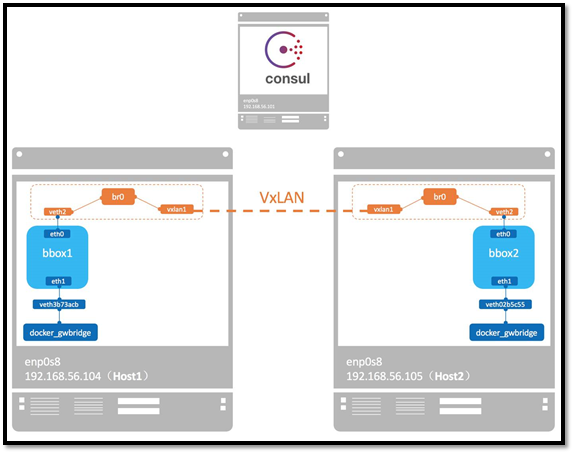 consul
enp0s8
192.168.56.101
VxLAN
br0
veth2
vxlan1
eth0
bbox1
eth1
veth3b73acb
docker_gwbridge
enp0s8
192.168.56.104（Host1）
br0
vxlan1
veth2
eth0
bbox2
eth1
veth02b5c55
docker_gwbridge
enp0s8
192.168.56.105（Host2）